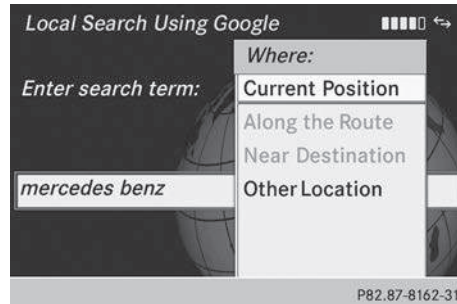 Local Search Using Google
Where:
Enter search term:
Current Position
Along the Route
Near Destination
mercedes benz
Other Location
P82.87-8162-31